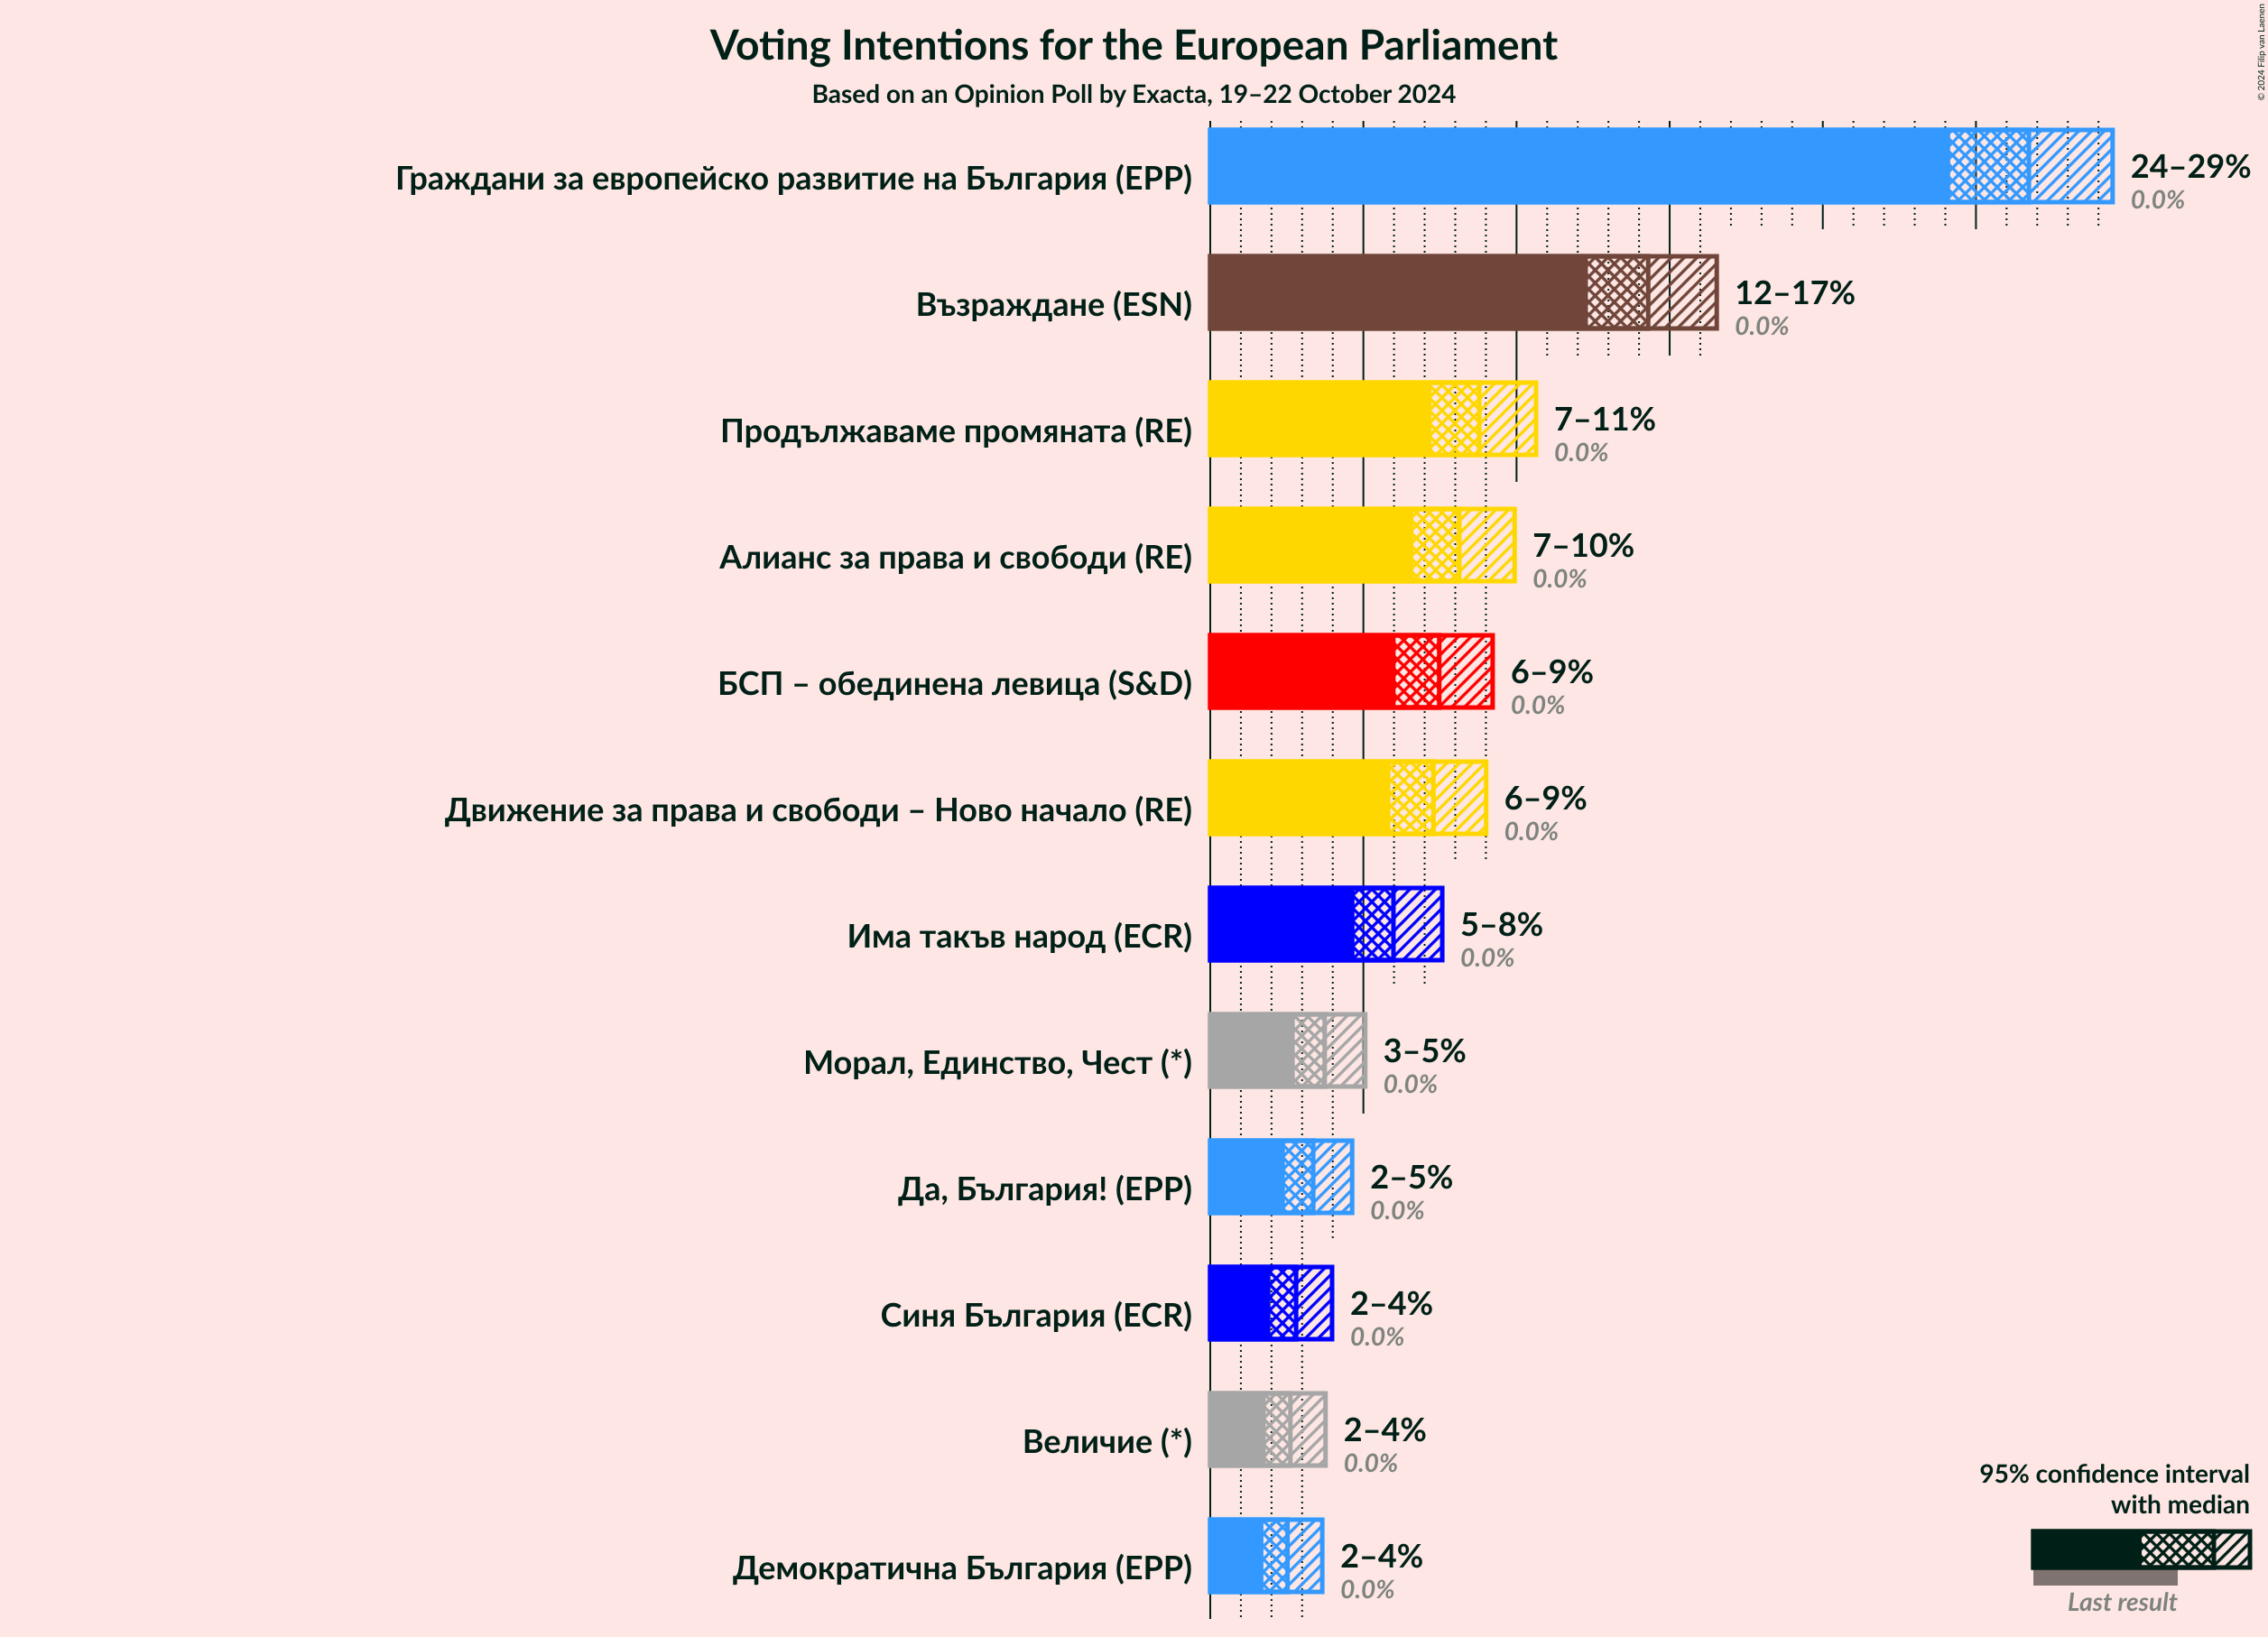 © 2024 Filip van Laenen
Voting Intentions for the European Parliament
Based on an Opinion Poll by Exacta, 19–22 October 2024
Граждани за европейско развитие на България (EPP)
24–29%
0.0%
Възраждане (ESN)
12–17%
0.0%
Продължаваме промяната (RE)
7–11%
0.0%
Алианс за права и свободи (RE)
7–10%
0.0%
БСП – обединена левица (S&D)
6–9%
0.0%
Движение за права и свободи – Ново начало (RE)
6–9%
0.0%
Има такъв народ (ECR)
5–8%
0.0%
Морал, Единство, Чест (*)
3–5%
0.0%
Да, България! (EPP)
2–5%
0.0%
Синя България (ECR)
2–4%
0.0%
Величие (*)
2–4%
0.0%
Демократична България (EPP)
2–4%
0.0%
95% confidence interval
with median
Last result